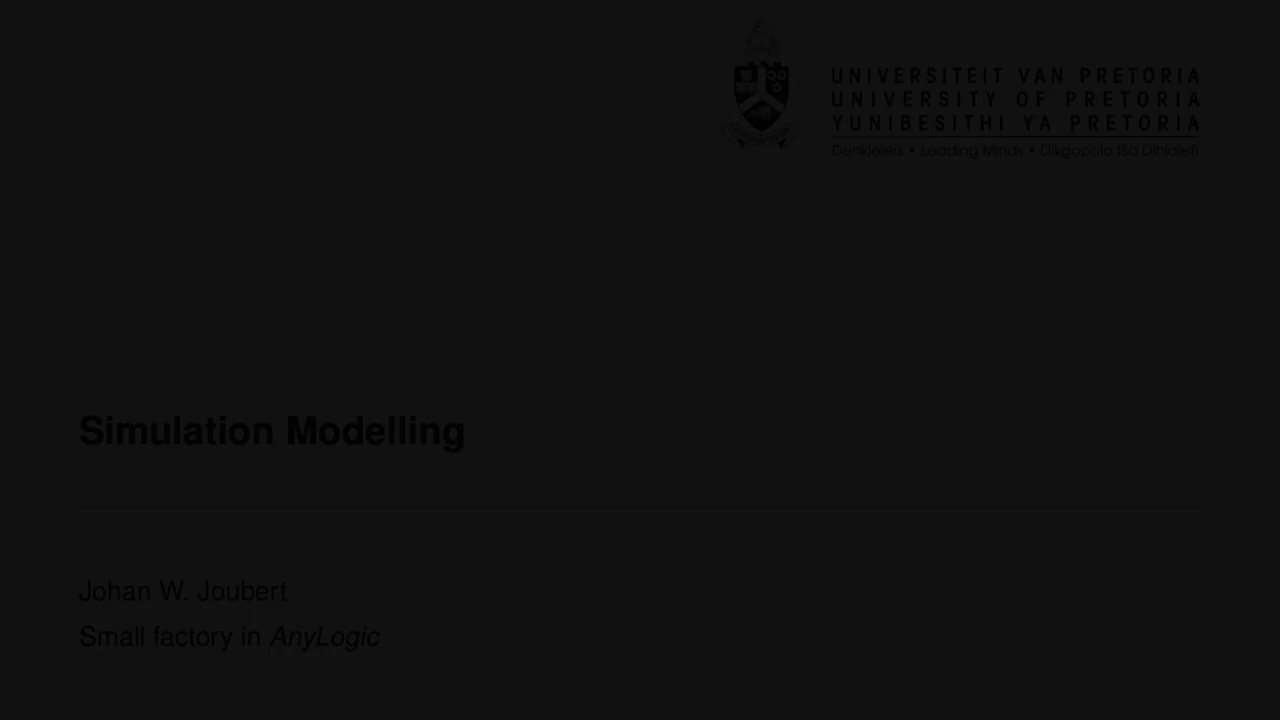 UNIVERSITEIT VAN PRETORIA
UNIVERSITY OF PRETORIA
YUNIBESITHI YA PRETORIA
Denkleiers • Leading Minds • Dikgopolo tša Dihlalefi
Simulation Modelling
Johan W. Joubert
Small factory in AnyLogic